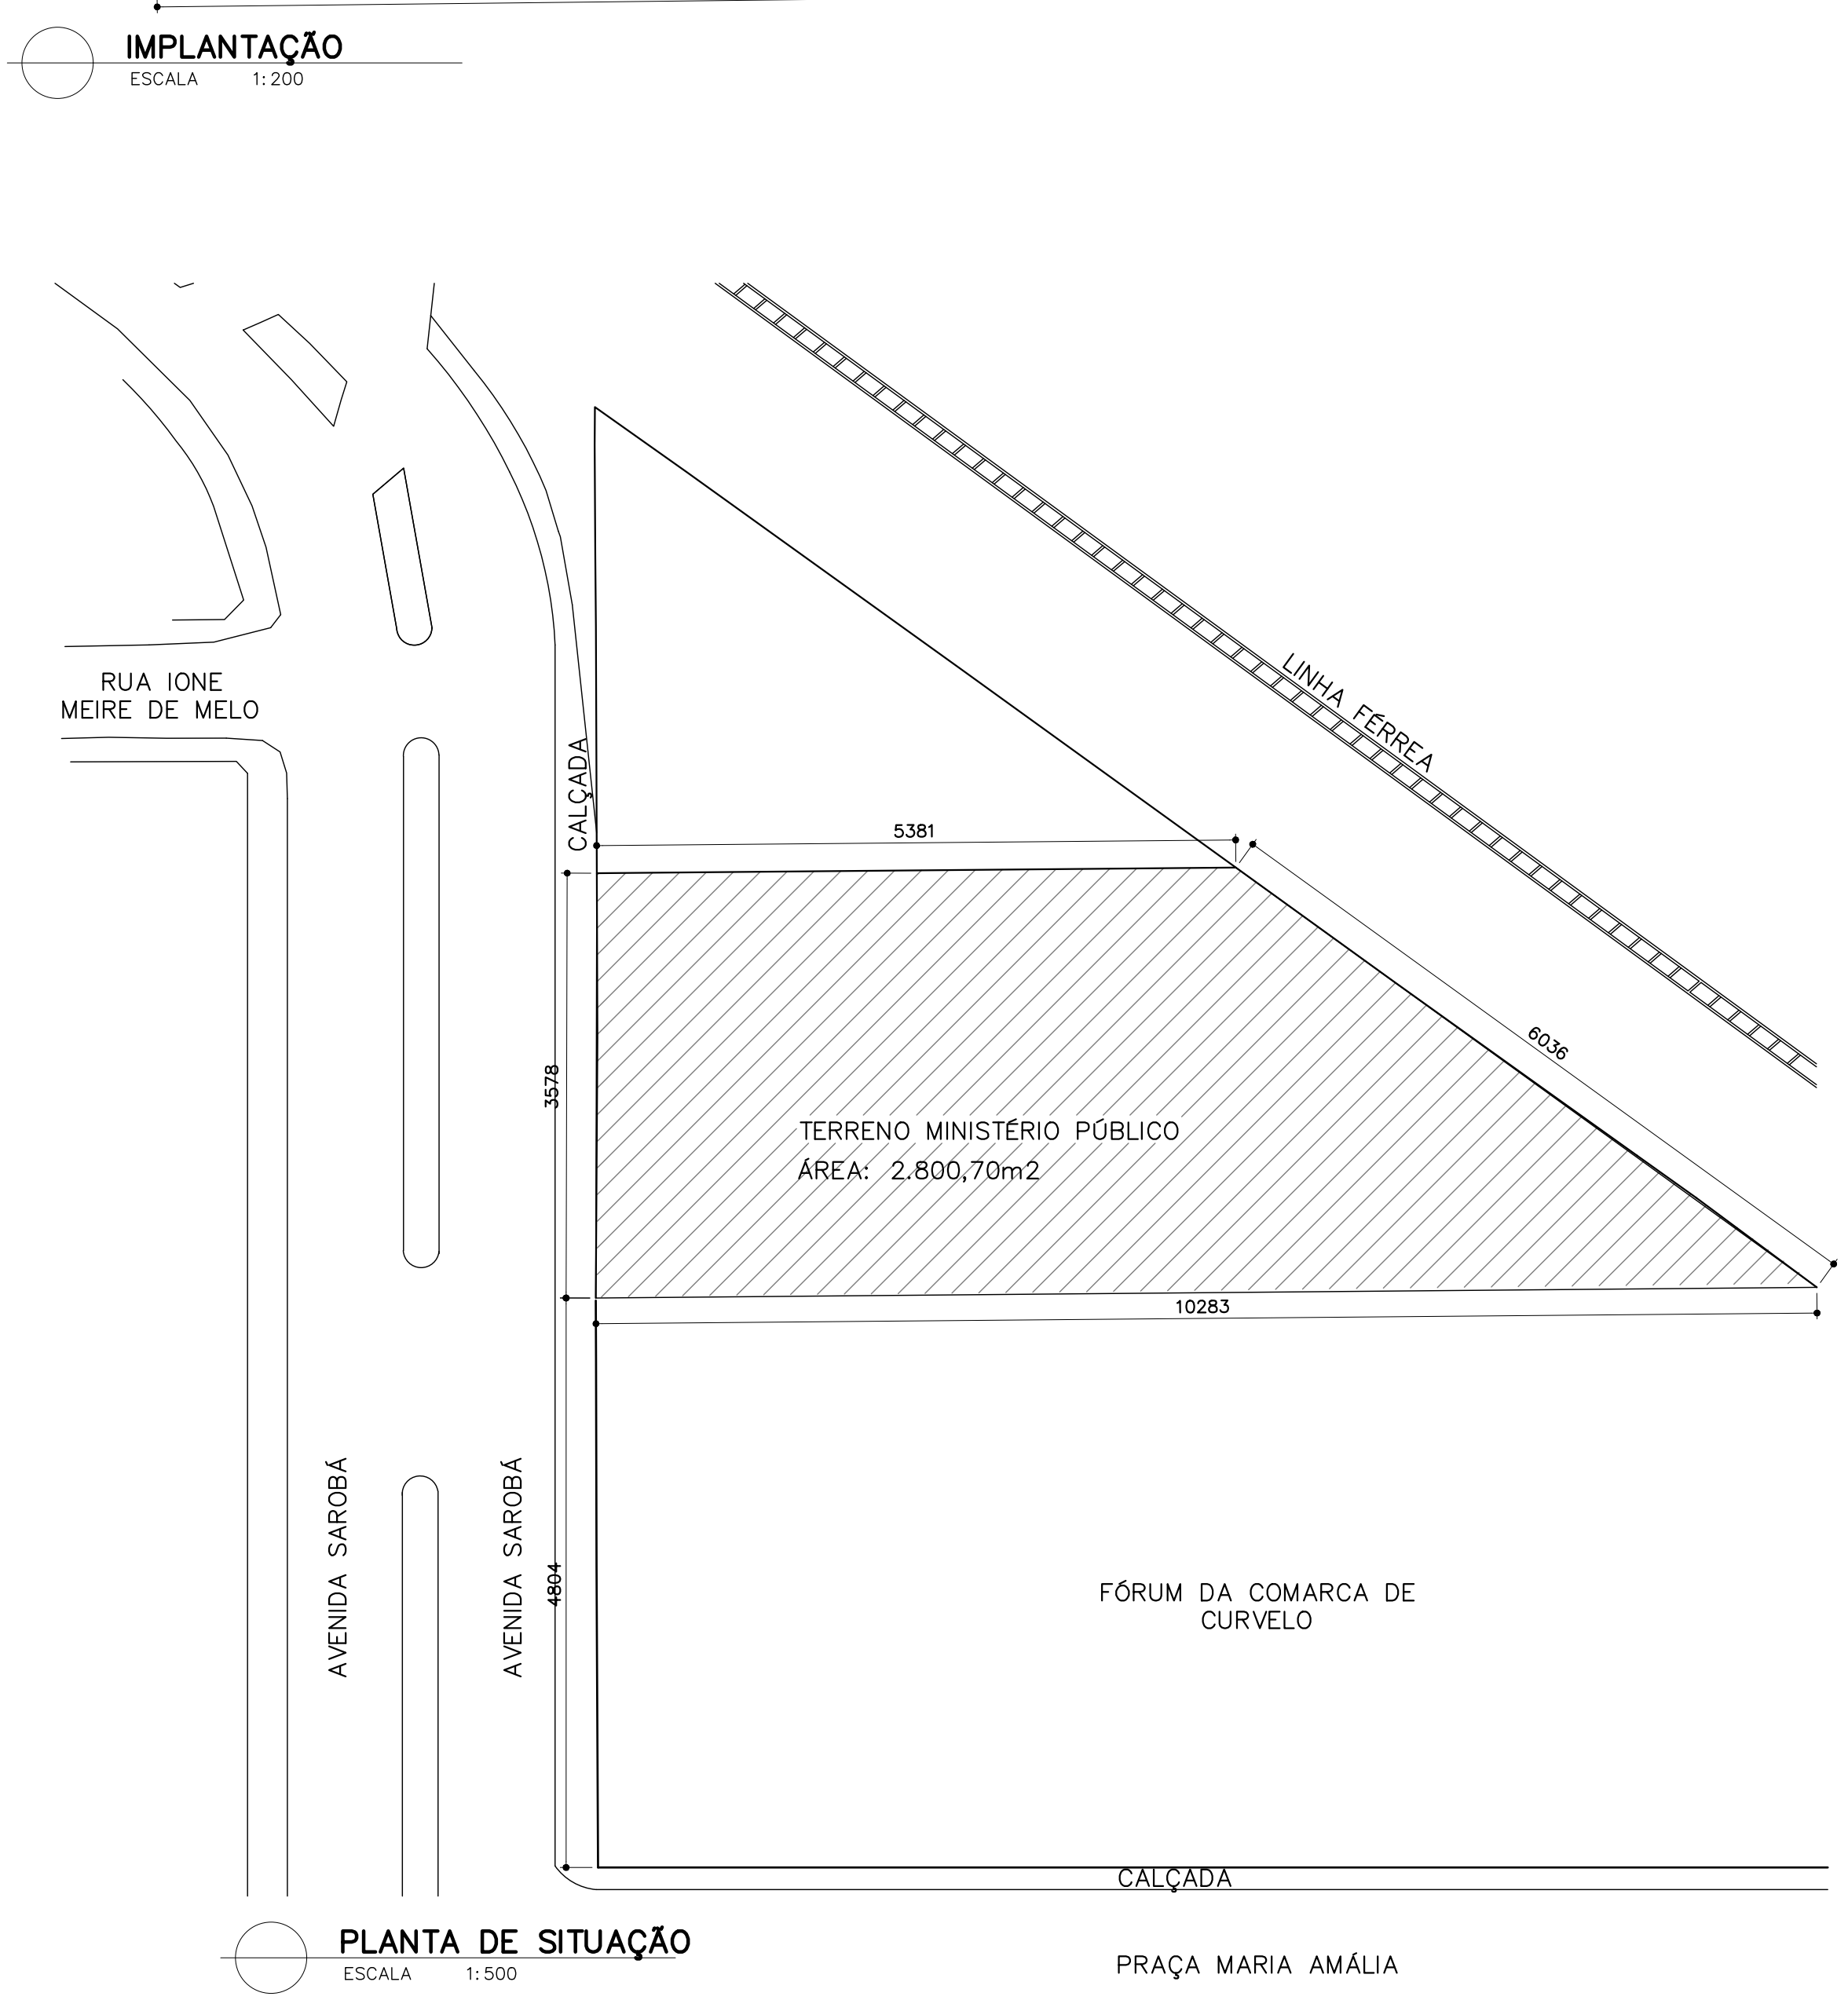 IMPLANTAÇÃO
ESCALA 1:200
RUA IONE
MEIRE DE MELO
LINHA FÉRREA
CALÇADA
5381
6036
3578
TERRENO MINISTÉRIO PÚBLICO
ÁREA: 2.800,70m2
10283
AVENIDA SAROBÁ
AVENIDA SAROBÁ
4804
FÓRUM DA COMARCA DE
CURVELO
CALÇADA
PLANTA DE SITUAÇÃO
ESCALA 1:500
PRAÇA MARIA AMÁLIA